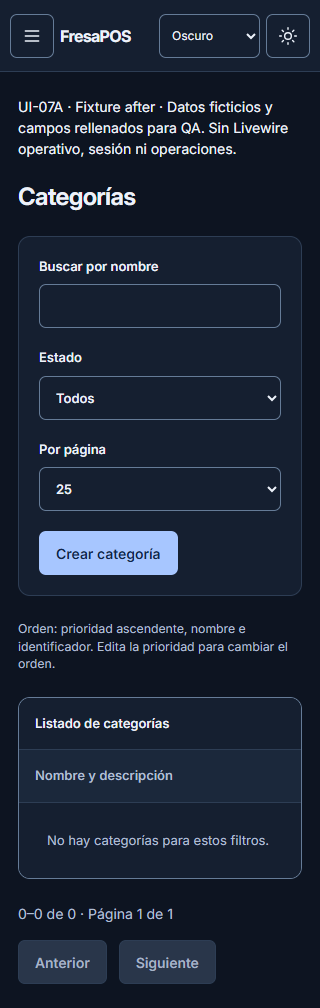 FresaPOS
Oscuro
UI-07A · Fixture after · Datos ficticios y
campos rellenados para QA. Sin Livewire
operativo, sesión ni operaciones.
Categorías
Buscar por nombre
Estado
Todos
Por página
25
Crear categoría
Orden: prioridad ascendente, nombre e
identificador. Edita la prioridad para cambiar el
orden.
Listado de categorías
Nombre y descripción
No hay categorías para estos filtros.
0–0 de 0 · Página 1 de 1
Anterior
Siguiente